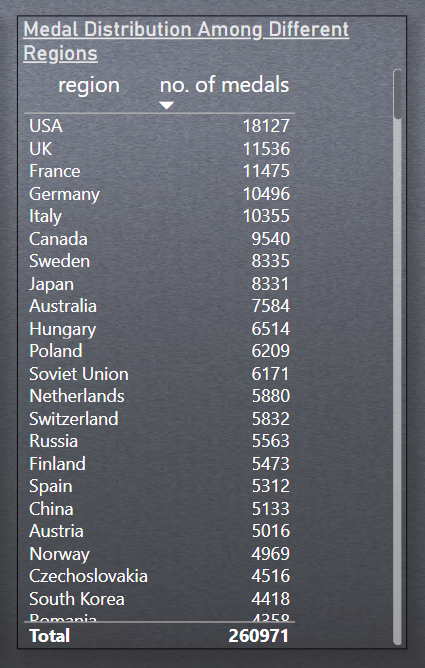 Medal Distribution Among Different
Regions
region no. of medals
USA 18127
UK 11536
France 11475
Germany 10496
Italy 10355
Canada 9540
Sweden 8335
Japan 8331
Australia 7584
Hungary 6514
Poland 6209
Soviet Union 6171
Netherlands 5880
Switzerland 5832
Russia 5563
Finland 5473
Spain 5312
China 5133
Austria 5016
Norway 4969
Czechoslovakia 4516
South Korea 4418
Romania 4358
Total 260971